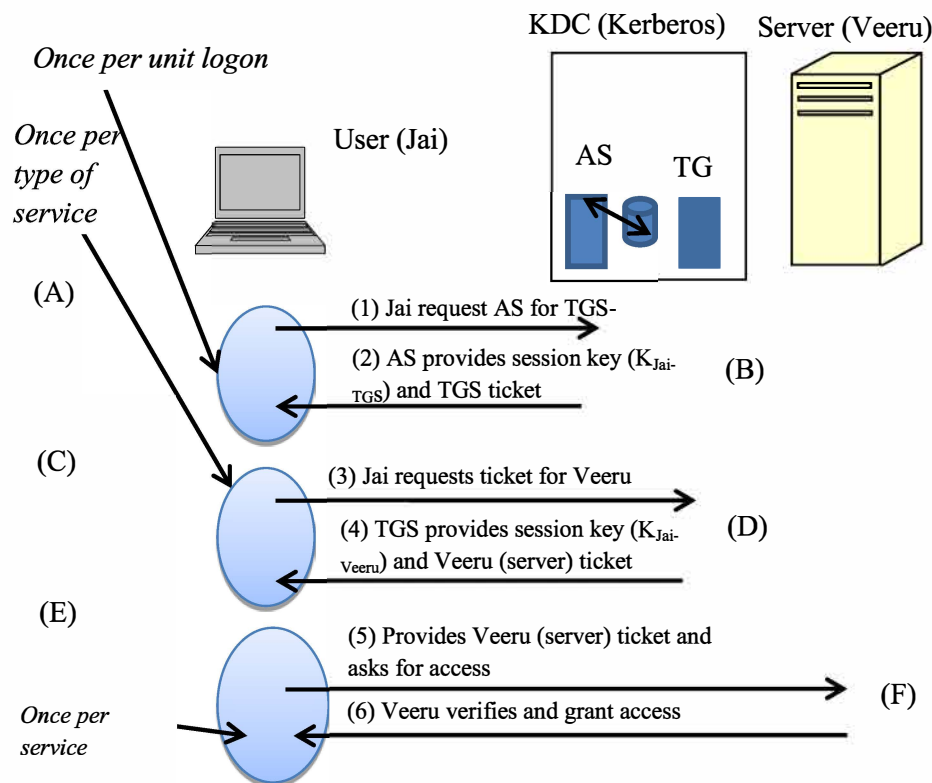 KDC (Kerberos)
Server (Veeru)
Once per unit logon
Once per
type of
service
User (Jai)
AS
TG
(A)
(1) Jai request AS for TGS-
(2) AS provides session key (KJai-
TGS) and TGS ticket
(B)
(C)
(3) Jai requests ticket for Veeru
(4) TGS provides session key (KJai-
Veeru) and Veeru (server) ticket
(D)
(E)
(5) Provides Veeru (server) ticket and
asks for access
(F)
(6) Veeru verifies and grant access
Once per
service